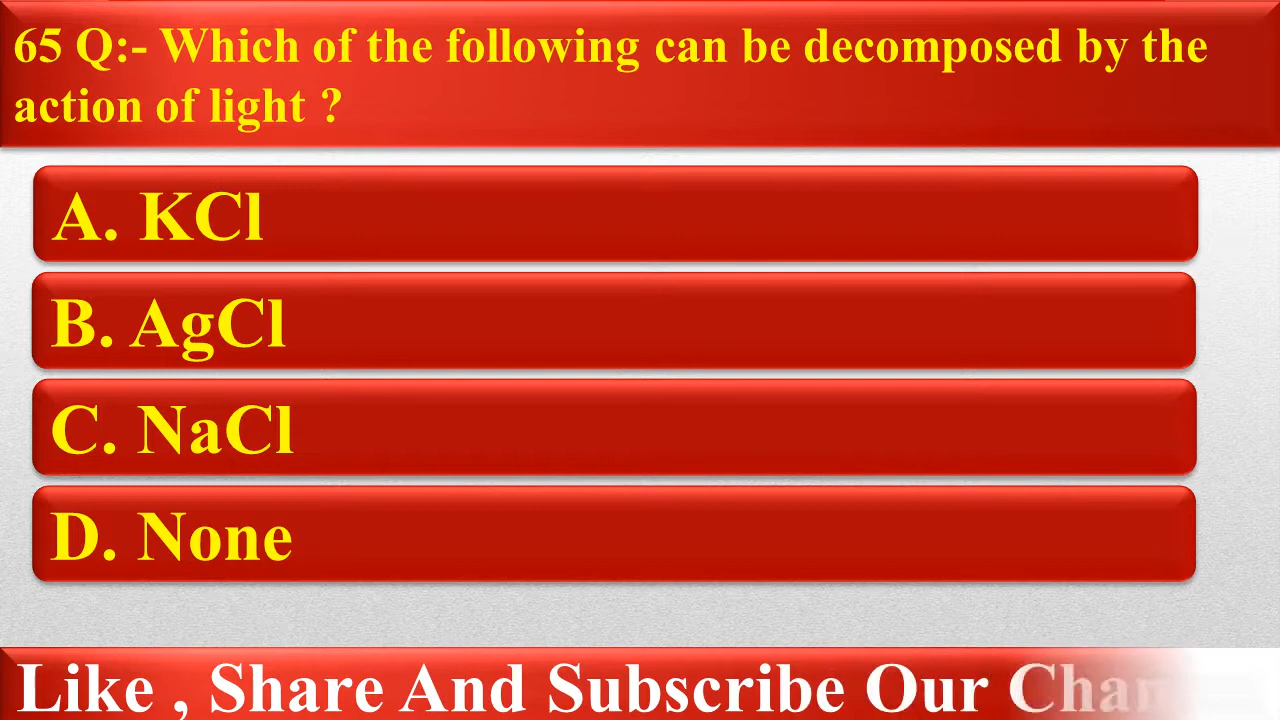 65 Q:- Which of the following can be decomposed by the
action of light ?
A. KCl
B. AgCl
C. NaCl
D. None
Like , Share And Subscribe Our